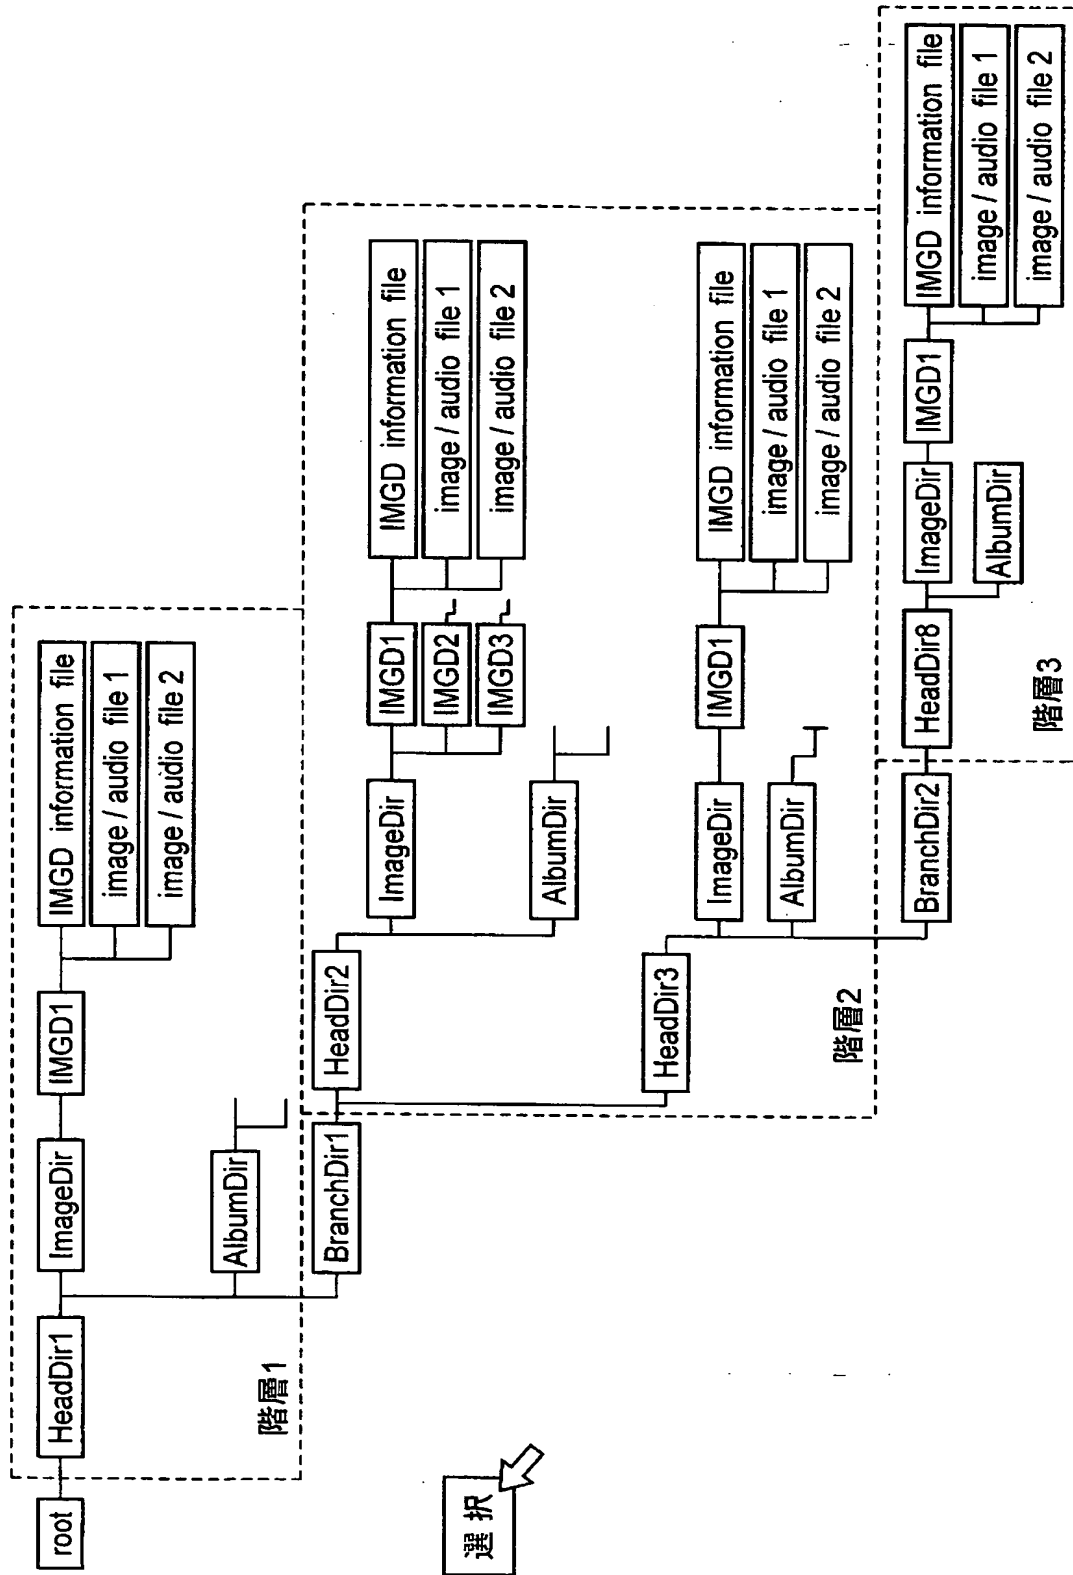 root
HeadDir1
ImageDir
IMGD1
IMGD information file
image / audio file 1
image / audio file 2
AlbumDir
階層1
BranchDir1
HeadDir2
ImageDir
IMGD1
IMGD information file
image / audio file 1
IMGD2
image / audio file 2
IMGD3
AlbumDir
選択
HeadDir3
ImageDir
IMGD1
IMGD information file
image / audio file 1
image / audio file 2
AlbumDir
階層2
BranchDir2
HeadDir8
ImageDir
IMGD1
IMGD information file
image / audio file 1
image / audio file 2
AlbumDir
階層3